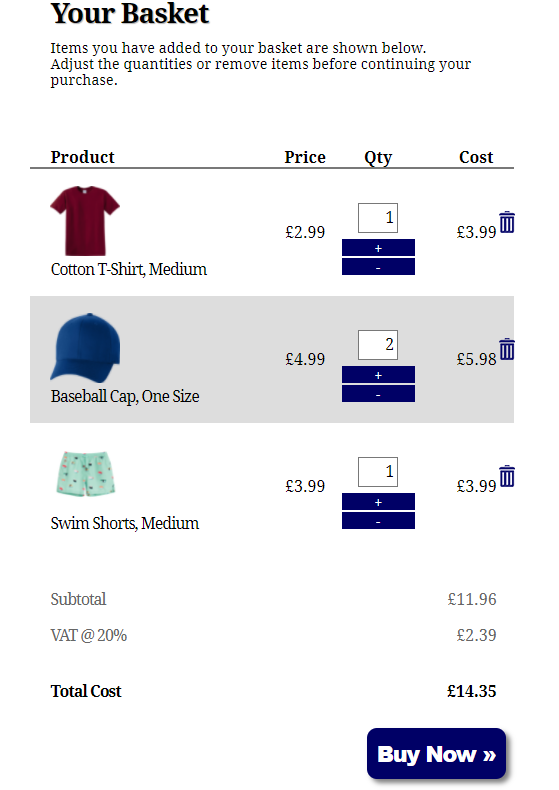 Your Basket
Items you have added to your basket are shown below.
Adjust the quantities or remove items before continuing your
purchase.
Product Price Qty Cost
£2.99 1 £3.99
+
-
Cotton T-Shirt, Medium
£4.99 2 £5.98
+
-
Baseball Cap, One Size
£3.99 1 £3.99
+
-
Swim Shorts, Medium
Subtotal £11.96
VAT @ 20% £2.39
Total Cost £14.35
Buy Now »